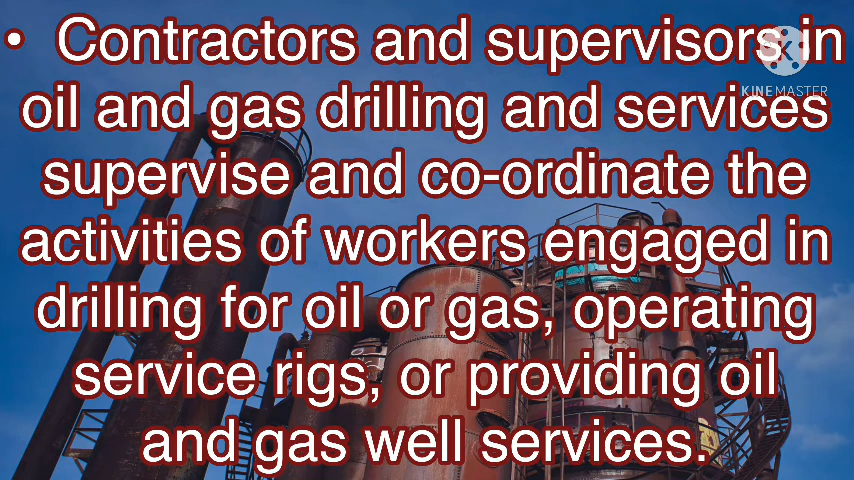 • Contractors and supervisors in
KINEMASTER
oil and gas drilling and services
supervise and co-ordinate the
activities of workers engaged in
drilling for oil or gas, operating
service rigs, or providing oil
and gas well services.